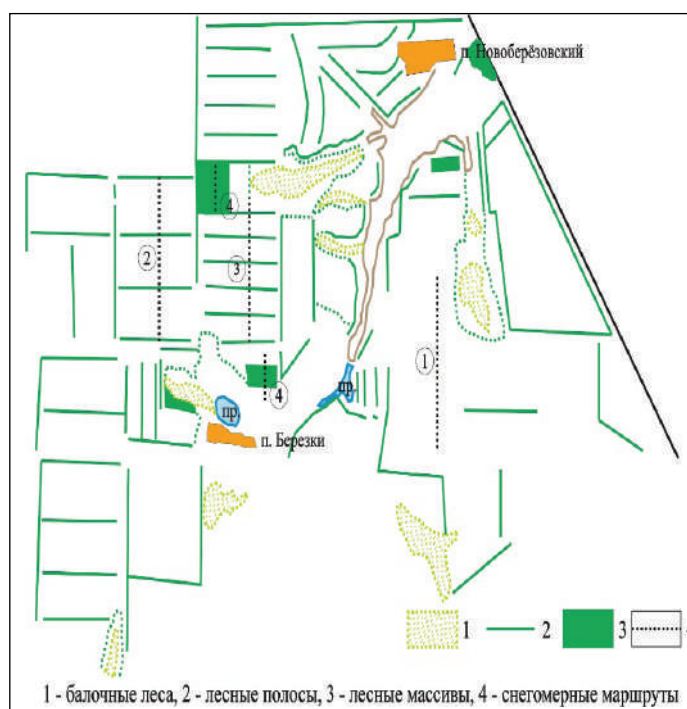 п. Новоберёзовский
4
2
3
1
4
пр.
пр.
п. Березки
1 2 3
1 - балочные леса, 2 - лесные полосы, 3 - лесные массивы, 4 - снегомерные маршруты